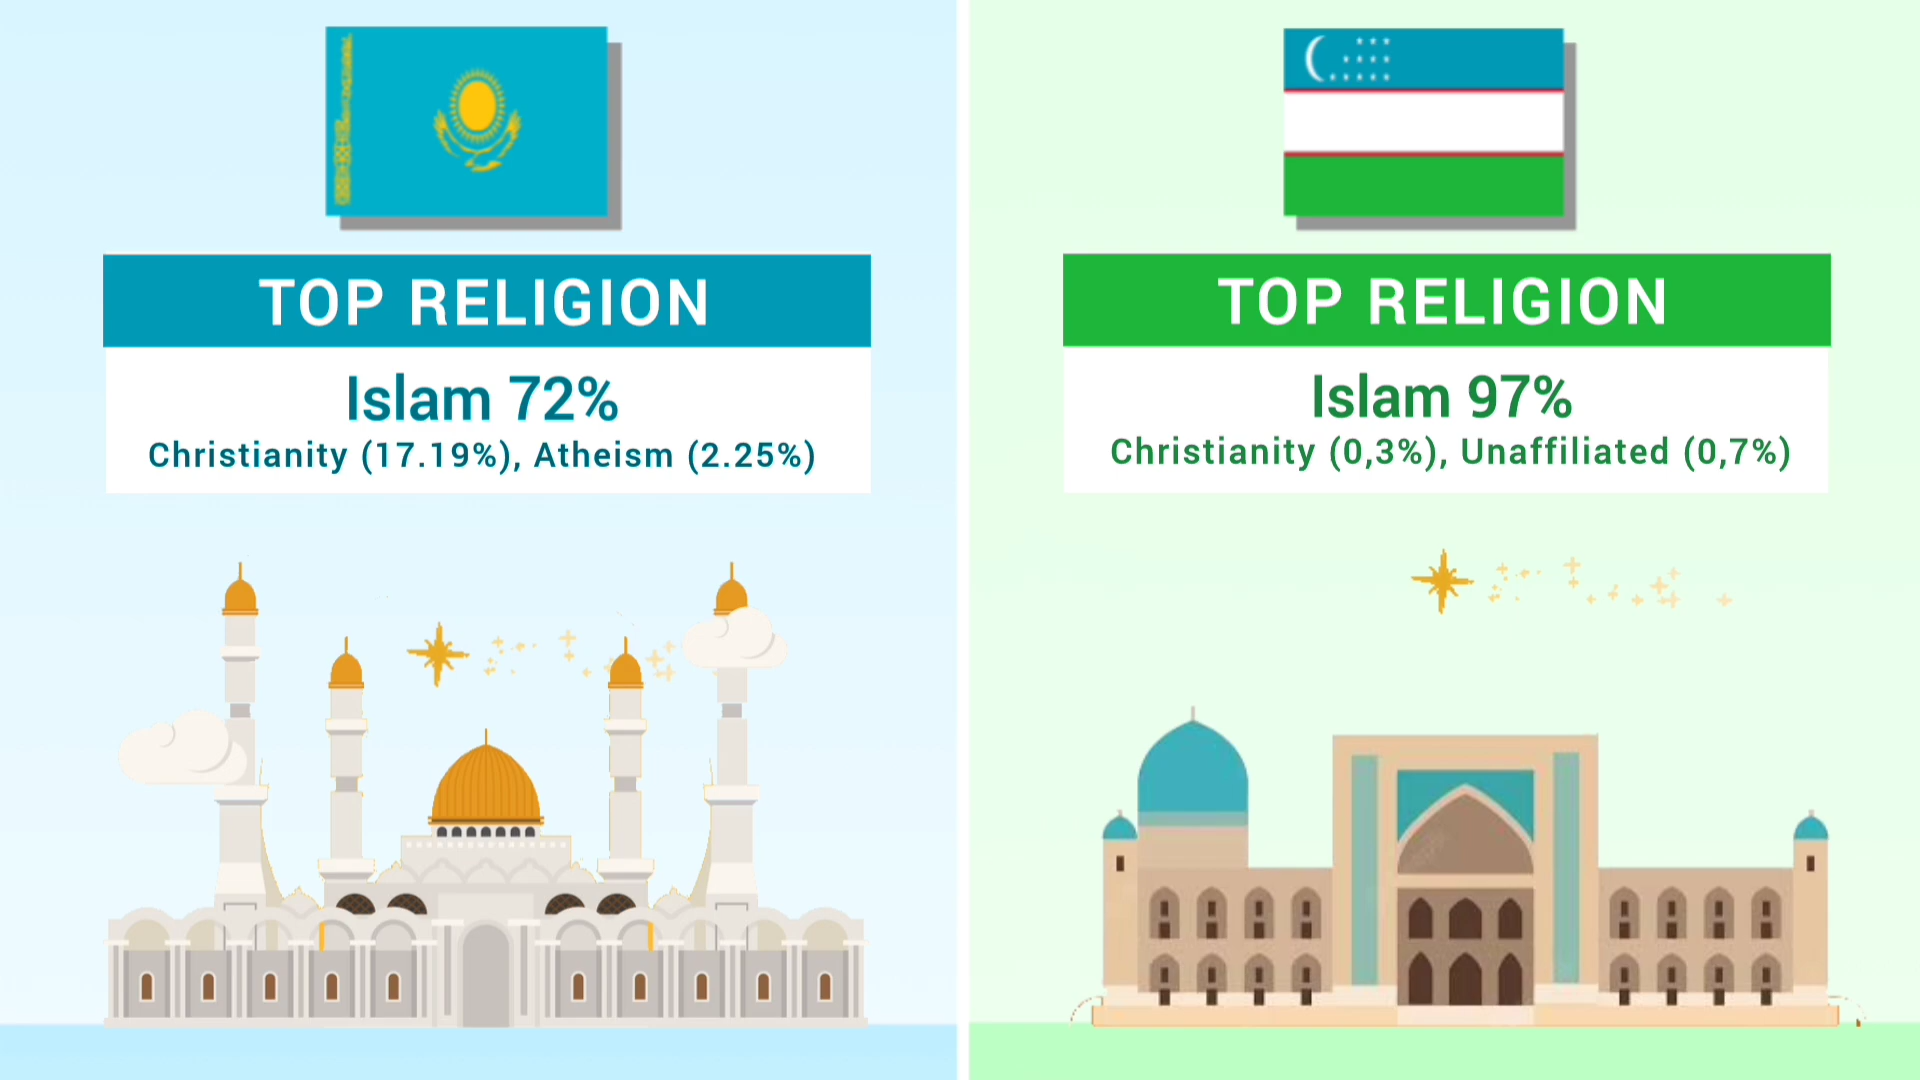 TOP RELIGION
Islam 72%
Christianity (17.19%), Atheism (2.25%)
TOP RELIGION
Islam 97%
Christianity (0,3%), Unaffiliated (0,7%)